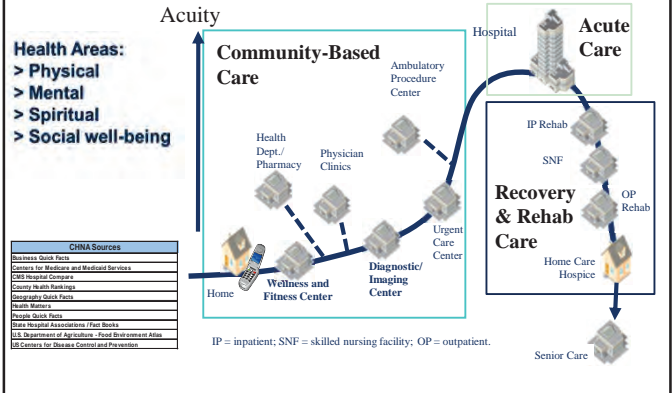 Acuity
Health Areas:
> Physical
> Mental
> Spiritual
> Social well-being
Community-Based
Care
Ambulatory
Procedure
Center
Health
Dept./
Pharmacy
Physician
Clinics
Home
Wellness and
Fitness Center
Diagnostic/
Imaging
Center
Urgent
Care
Center
Hospital
Acute
Care
IP Rehab
SNF
OP
Rehab
Recovery
& Rehab
Care
Home Care
Hospice
Senior Care
CHNA Sources
Business Quick Facts
Centers for Medicare and Medicaid Services
CMS Hospital Compare
County Health Rankings
Geography Quick Facts
Health Matters
People Quick Facts
State Hospital Associations / Fact Books
U.S. Department of Agriculture - Food Environment Atlas
US Centers for Disease Control and Prevention
IP = inpatient; SNF = skilled nursing facility; OP = outpatient.